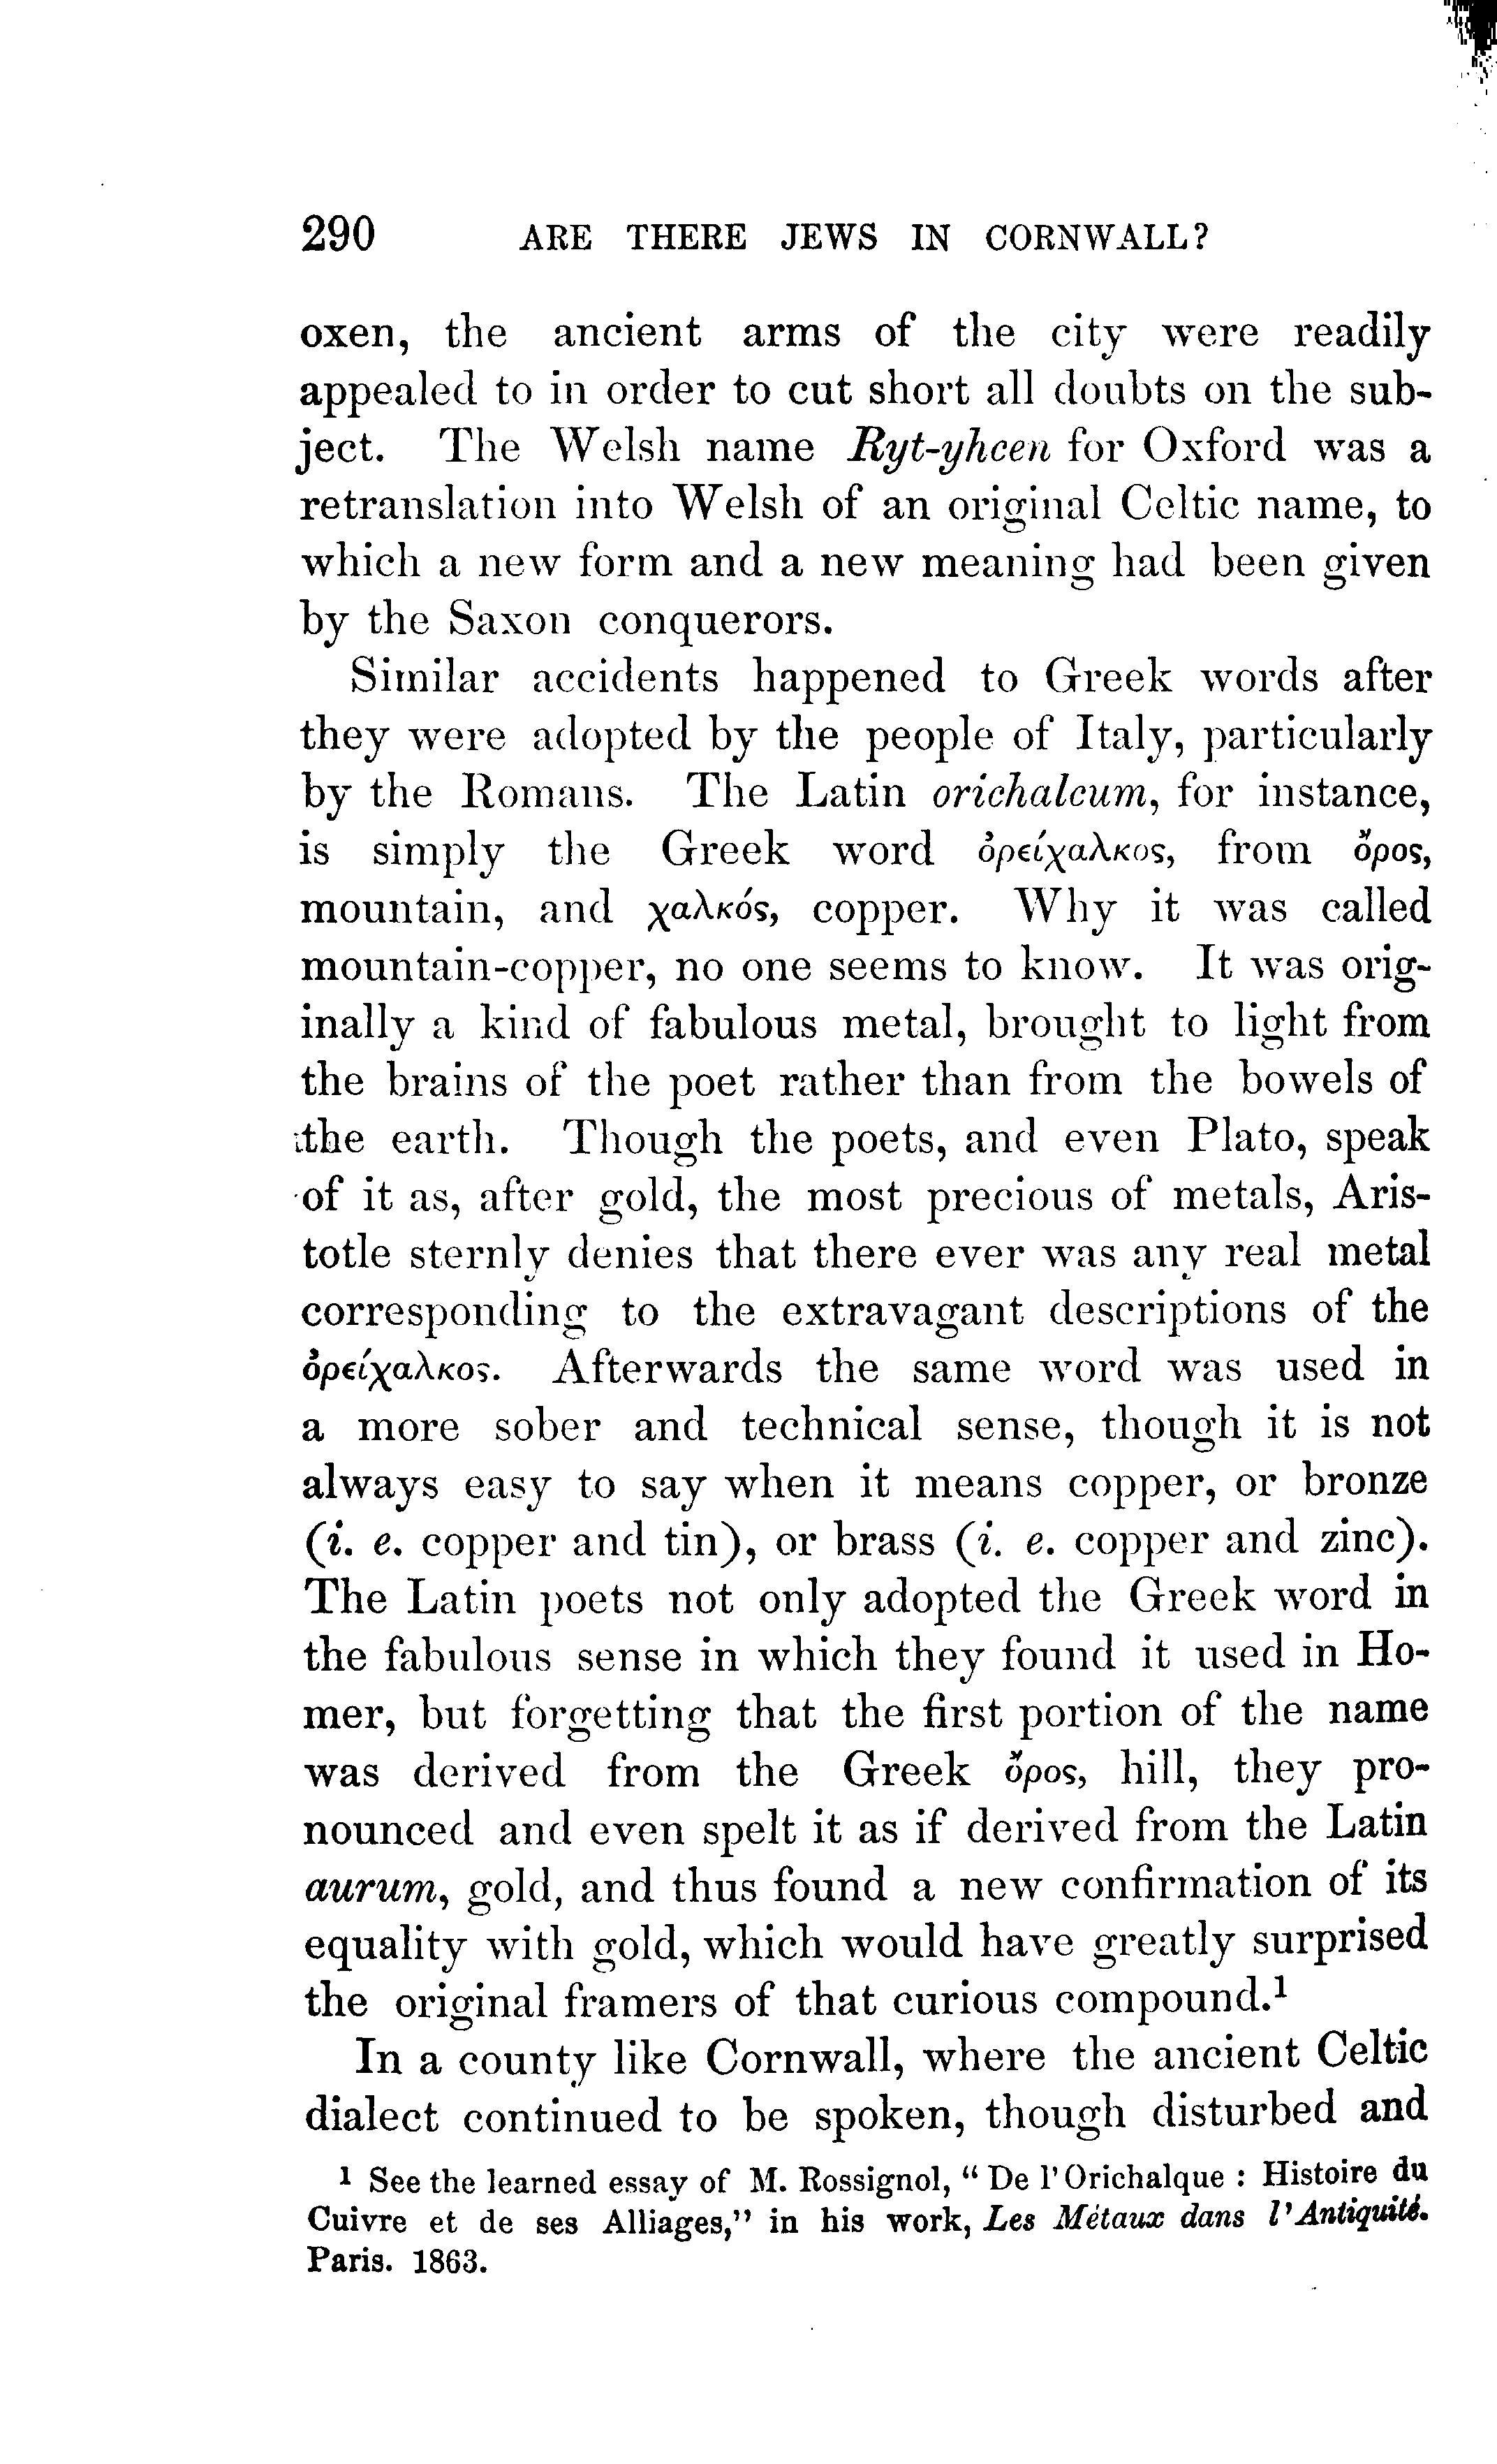 290 ARE THERE JEWS IN CORNWALL?
oxen, the ancient arms of the city were readily
appealed to in order to cut short all doubts on the sub-
ject. The Welsh name Ryt-yhcen for Oxford was a
retranslation into Welsh of an original Celtic name, to
which a new form and a new meaning had been given
by the Saxon conquerors.
Similar accidents happened to Greek words after
they were adopted by the people of Italy, particularly
by the Romans. The Latin orichalcum, for instance,
is simply the Greek word ὀρείχαλκος, from ὄρος,
mountain, and χαλκός, copper. Why it was called
mountain-copper, no one seems to know. It was orig-
inally a kind of fabulous metal, brought to light from
the brains of the poet rather than from the bowels of
the earth. Though the poets, and even Plato, speak
of it as, after gold, the most precious of metals, Aris-
totle sternly denies that there ever was any real metal
corresponding to the extravagant descriptions of the
ὀρείχαλκος. Afterwards the same word was used in
a more sober and technical sense, though it is not
always easy to say when it means copper, or bronze
(i. e. copper and tin), or brass (i. e. copper and zinc).
The Latin poets not only adopted the Greek word in
the fabulous sense in which they found it used in Ho-
mer, but forgetting that the first portion of the name
was derived from the Greek ὄρος, hill, they pro-
nounced and even spelt it as if derived from the Latin
aurum, gold, and thus found a new confirmation of its
equality with gold, which would have greatly surprised
the original framers of that curious compound.¹
In a county like Cornwall, where the ancient Celtic
dialect continued to be spoken, though disturbed and
¹ See the learned essay of M. Rossignol, “De l'Orichalque : Histoire du
Cuivre et de ses Alliages,” in his work, Les Métaux dans l'Antiquité.
Paris. 1863.